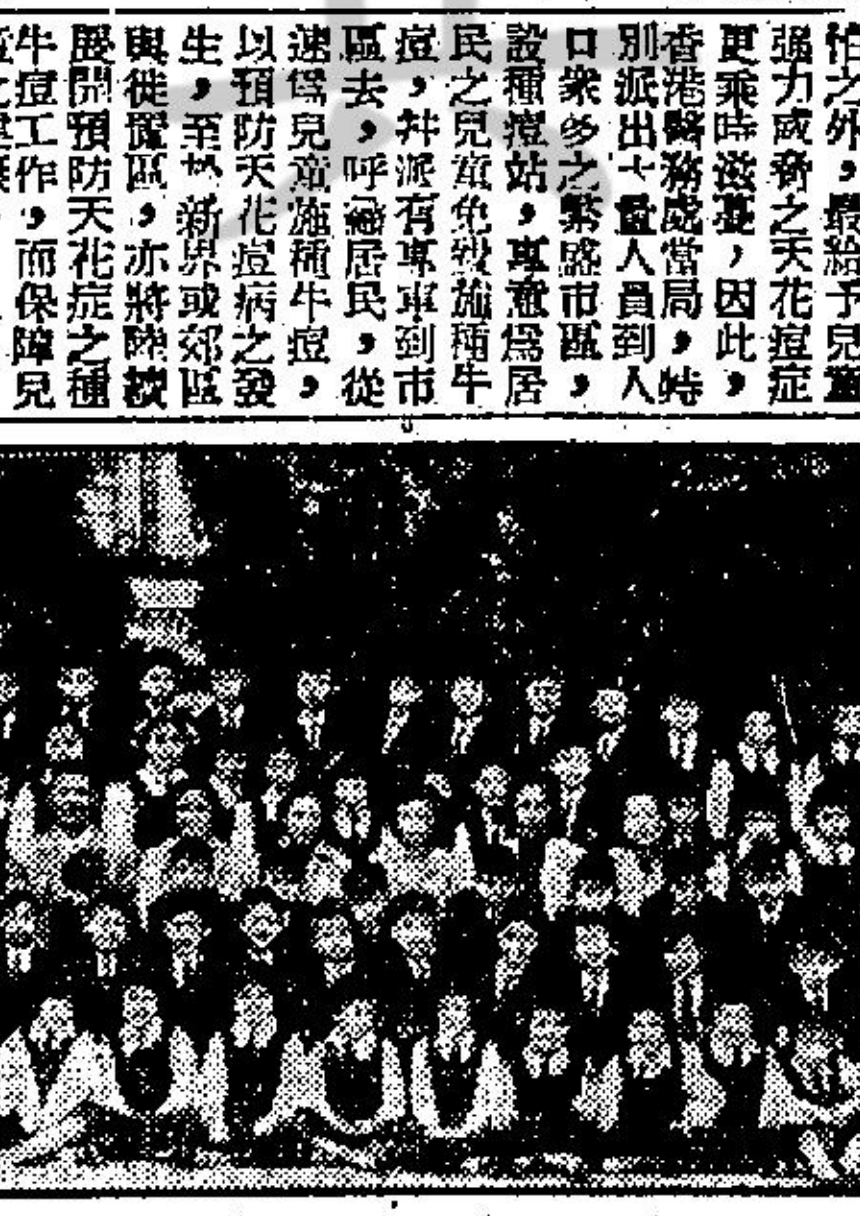 怕之外，最給予兒童
强力威脅之天花痘症
更乘時滋蔓，因此，
香港醫務處當局，特
別派出大量人員到人
口衆多之繁盛市區，
設種痘站，專意爲居
民之兒童免費施種牛
痘，并派有專車到市
區去，呼籲居民，從
速爲兒童施種牛痘，
以預防天花痘病之發
生，至於新界或郊區
與徙置區，亦將陸續
展開預防天花症之種
牛痘工作，而保障兒